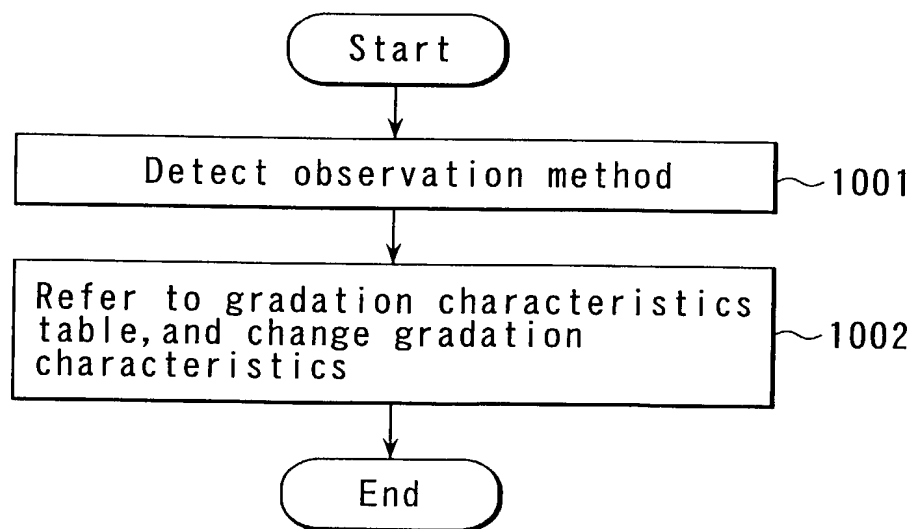 Start
Detect observation method
1001
Refer to gradation characteristics
table, and change gradation
characteristics
1002
End